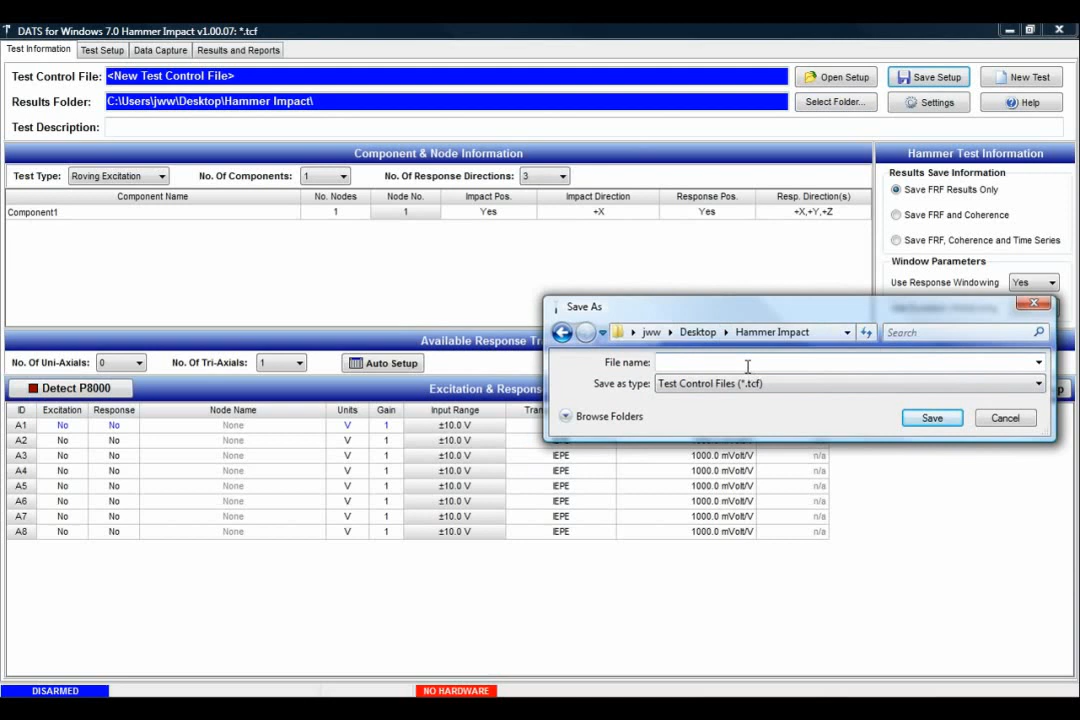 DATS for Windows 7.0 Hammer Impact v1.00.07: *.tcf
Test Information Test Setup Data Capture Results and Reports
Test Control File: <New Test Control File> Open Setup Save Setup New Test
Results Folder: C:\Users\jww\Desktop\Hammer Impact\ Select Folder... Settings Help
Test Description:
Component & Node Information Hammer Test Information
Test Type: Roving Excitation No. Of Components: 1 No. Of Response Directions: 3 Results Save Information
Component Name No. Nodes Node No. Impact Pos. Impact Direction Response Pos. Resp. Direction(s) Save FRF Results Only
Component1 1 1 Yes +X Yes +X,+Y,+Z
Save FRF and Coherence
Save FRF, Coherence and Time Series
Window Parameters
Use Response Windowing Yes
Save As
jww Desktop Hammer Impact Search
Available Response Tr
File name:
No. Of Uni-Axials: 0 No. Of Tri-Axials: 1 Auto Setup
Save as type: Test Control Files (*.tcf)
Detect P8000 Excitation & Respons p
ID Excitation Response Node Name Units Gain Input Range Tran
Browse Folders Save Cancel
A1 No No None V 1 ±10.0 V
A2 No No None V 1 ±10.0 V
A3 No No None V 1 ±10.0 V IEPE 1000.0 mVolt/V n/a
A4 No No None V 1 ±10.0 V IEPE 1000.0 mVolt/V n/a
A5 No No None V 1 ±10.0 V IEPE 1000.0 mVolt/V n/a
A6 No No None V 1 ±10.0 V IEPE 1000.0 mVolt/V n/a
A7 No No None V 1 ±10.0 V IEPE 1000.0 mVolt/V n/a
A8 No No None V 1 ±10.0 V IEPE 1000.0 mVolt/V n/a
DISARMED NO HARDWARE